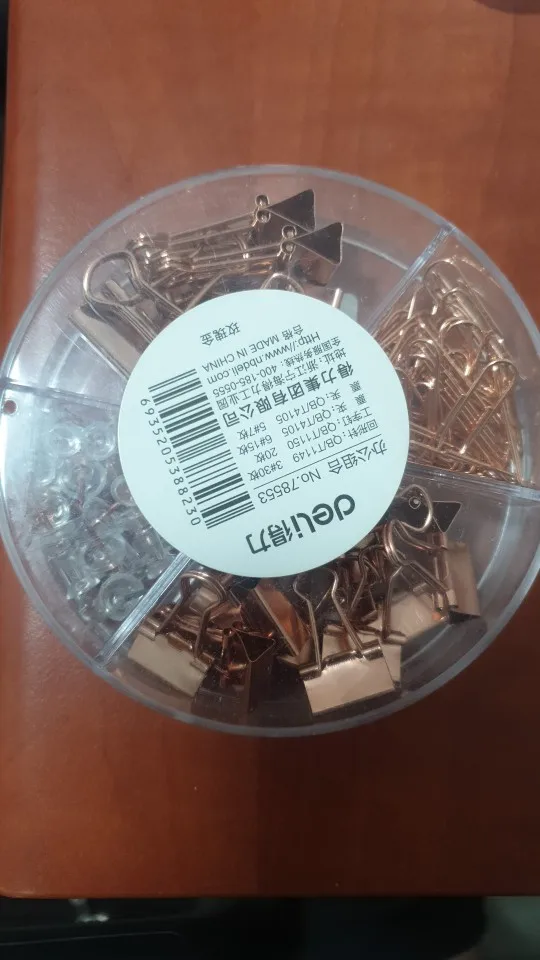 deli得力
办公组合 No.78553
回形针：QB/T1149 3#30枚
工字钉：QB/T1150 20枚
票夹：QB/T4105 6#15枚
票夹：QB/T4105 5#7枚
得力集团有限公司
地址：浙江宁海得力工业园
全国服务热线：400-185-0555
Http://www.nbdeli.com
合格 MADE IN CHINA
玫瑰金
6935205388230